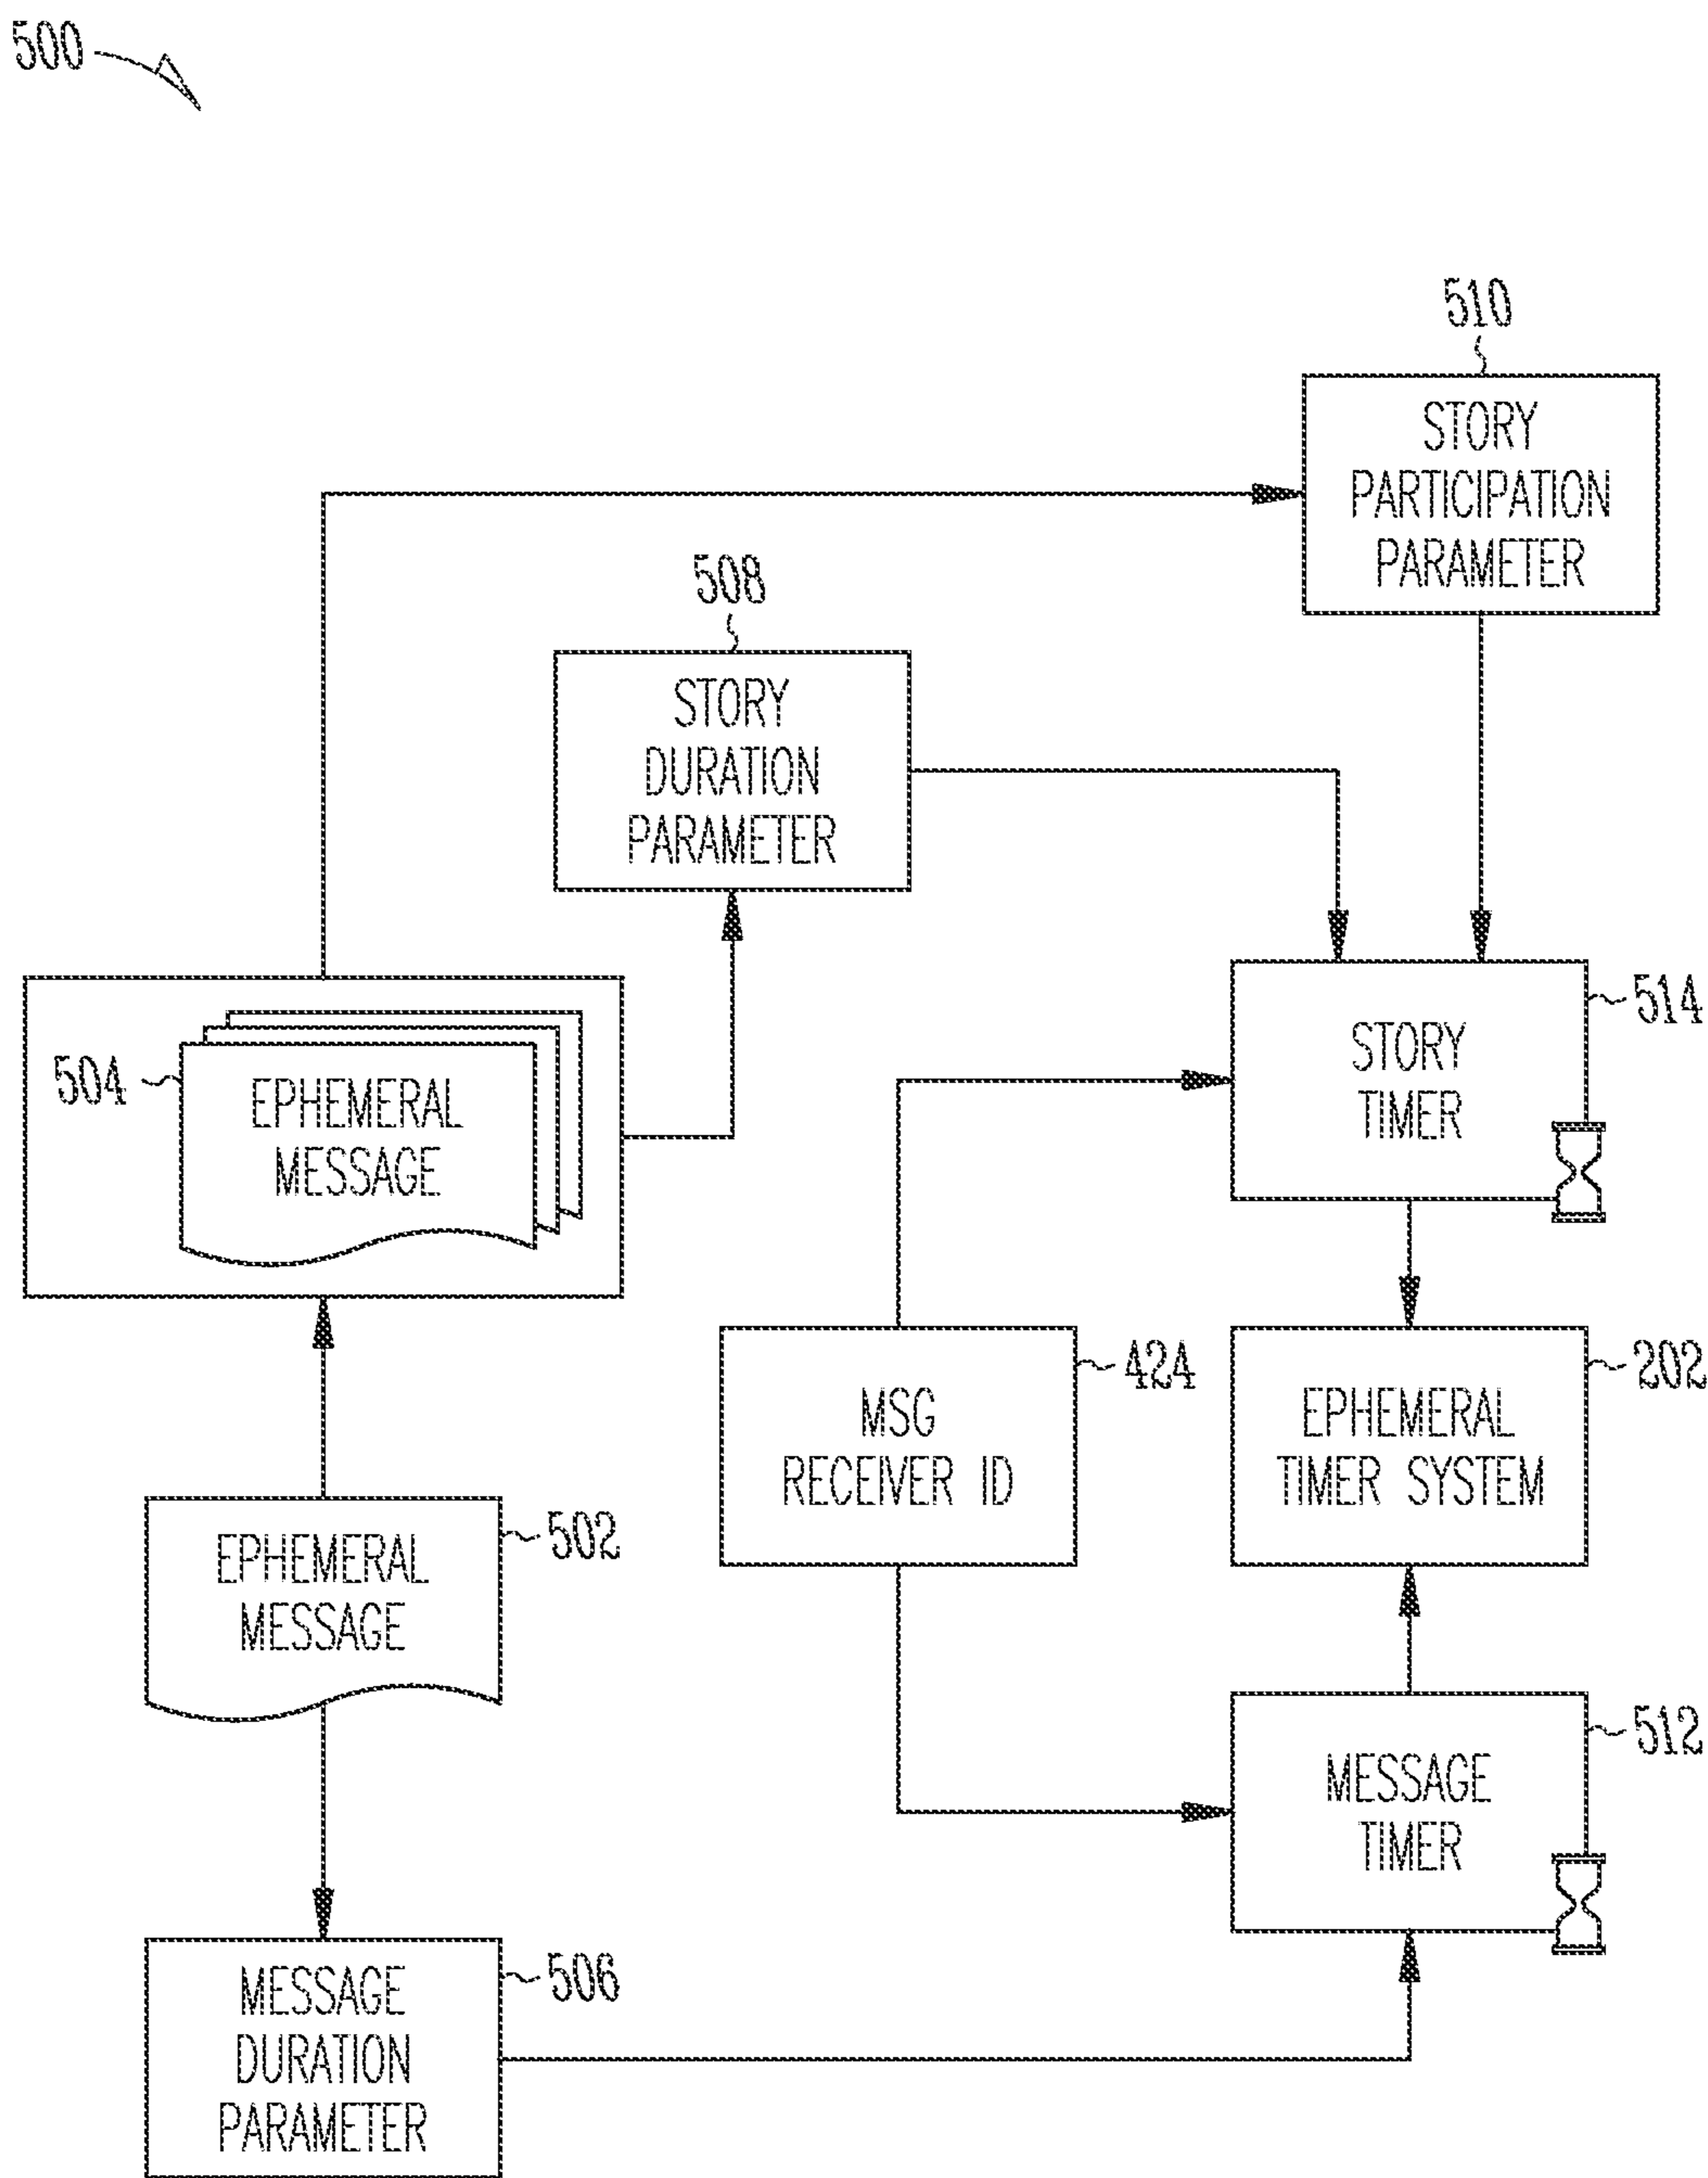 500
510
STORY
PARTICIPATION
PARAMETER
508
STORY
DURATION
PARAMETER
514
STORY
TIMER
504
EPHEMERAL
MESSAGE
424
MSG
RECEIVER ID
202
EPHEMERAL
TIMER SYSTEM
502
EPHEMERAL
MESSAGE
512
MESSAGE
TIMER
506
MESSAGE
DURATION
PARAMETER